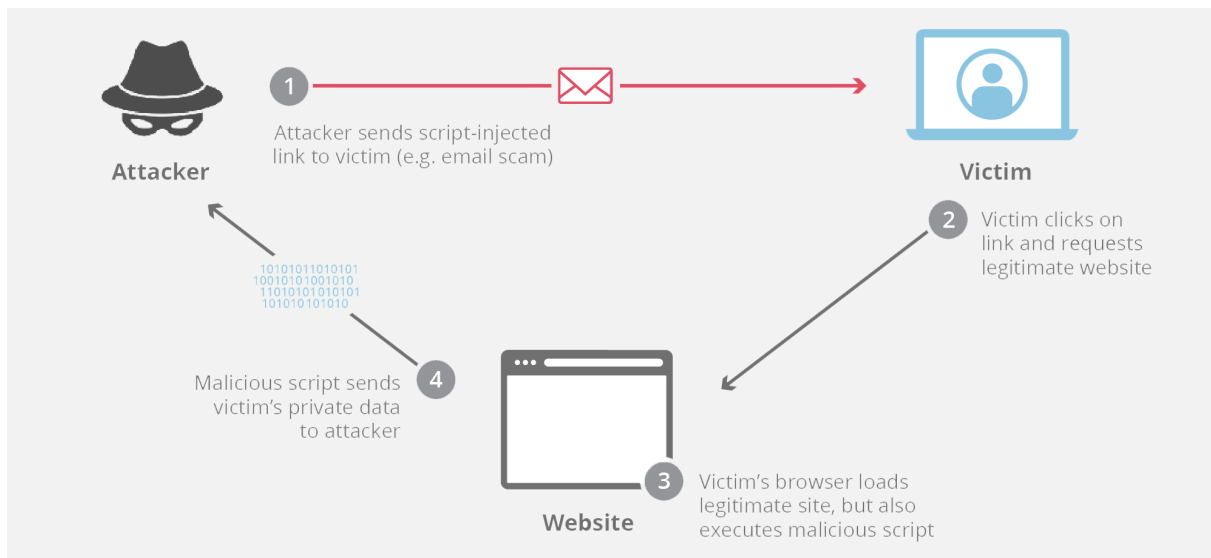 1
Attacker sends script-injected
link to victim (e.g. email scam)
Attacker
Victim
2
Victim clicks on
link and requests
legitimate website
10101011010101
10010101001010
11010101010101
101010101010
4
Malicious script sends
victim’s private data
to attacker
3
Victim’s browser loads
legitimate site, but also
executes malicious script
Website